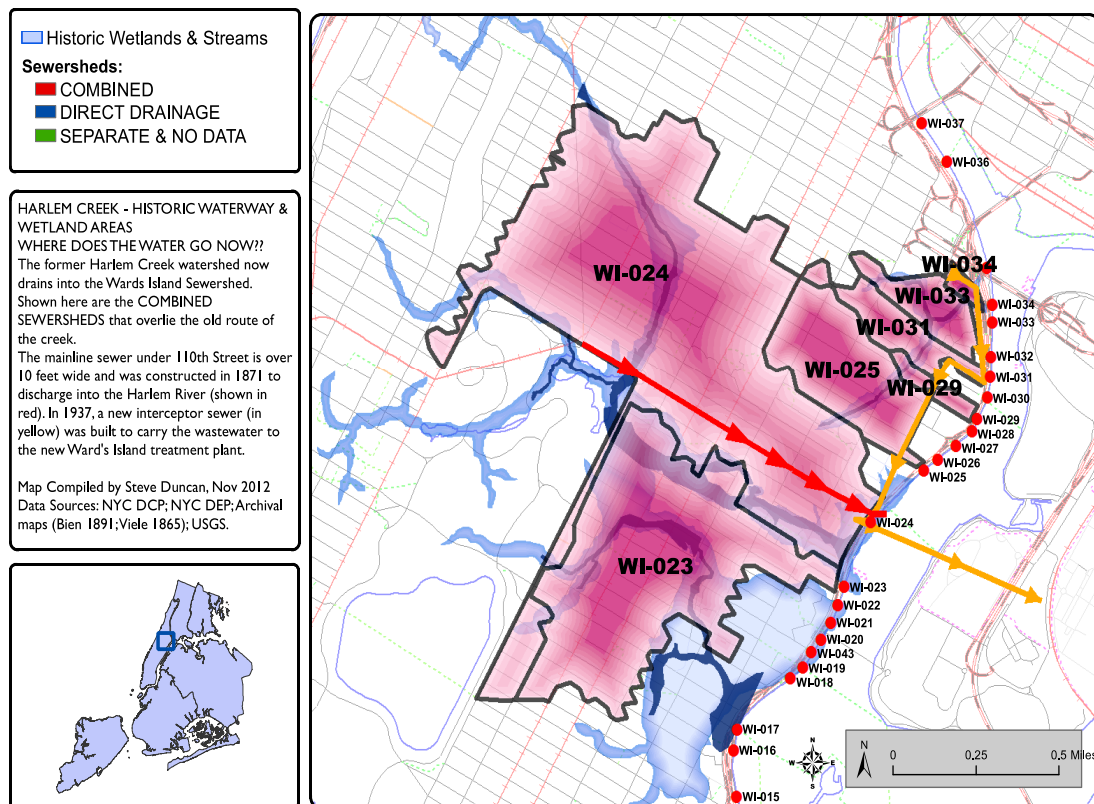 Historic Wetlands & Streams
Sewersheds:
COMBINED
DIRECT DRAINAGE
SEPARATE & NO DATA
HARLEM CREEK - HISTORIC WATERWAY &
WETLAND AREAS
WHERE DOES THE WATER GO NOW??
The former Harlem Creek watershed now
drains into the Wards Island Sewershed.
Shown here are the COMBINED
SEWERSHEDS that overlie the old route of
the creek.
The mainline sewer under 110th Street is over
10 feet wide and was constructed in 1871 to
discharge into the Harlem River (shown in
red). In 1937, a new interceptor sewer (in
yellow) was built to carry the wastewater to
the new Ward's Island treatment plant.
Map Compiled by Steve Duncan, Nov 2012
Data Sources: NYC DCP; NYC DEP; Archival
maps (Bien 1891; Viele 1865); USGS.
WI-037
WI-036
WI-034
WI-024
WI-033
WI-034
WI-033
WI-031
WI-032
WI-025
WI-031
WI-029
WI-030
WI-029
WI-028
WI-027
WI-026
WI-025
WI-024
WI-023
WI-023
WI-022
WI-021
WI-020
WI-043
WI-019
WI-018
WI-017
WI-016
WI-015
N
W E
S
N
0 0.25 0.5 Miles